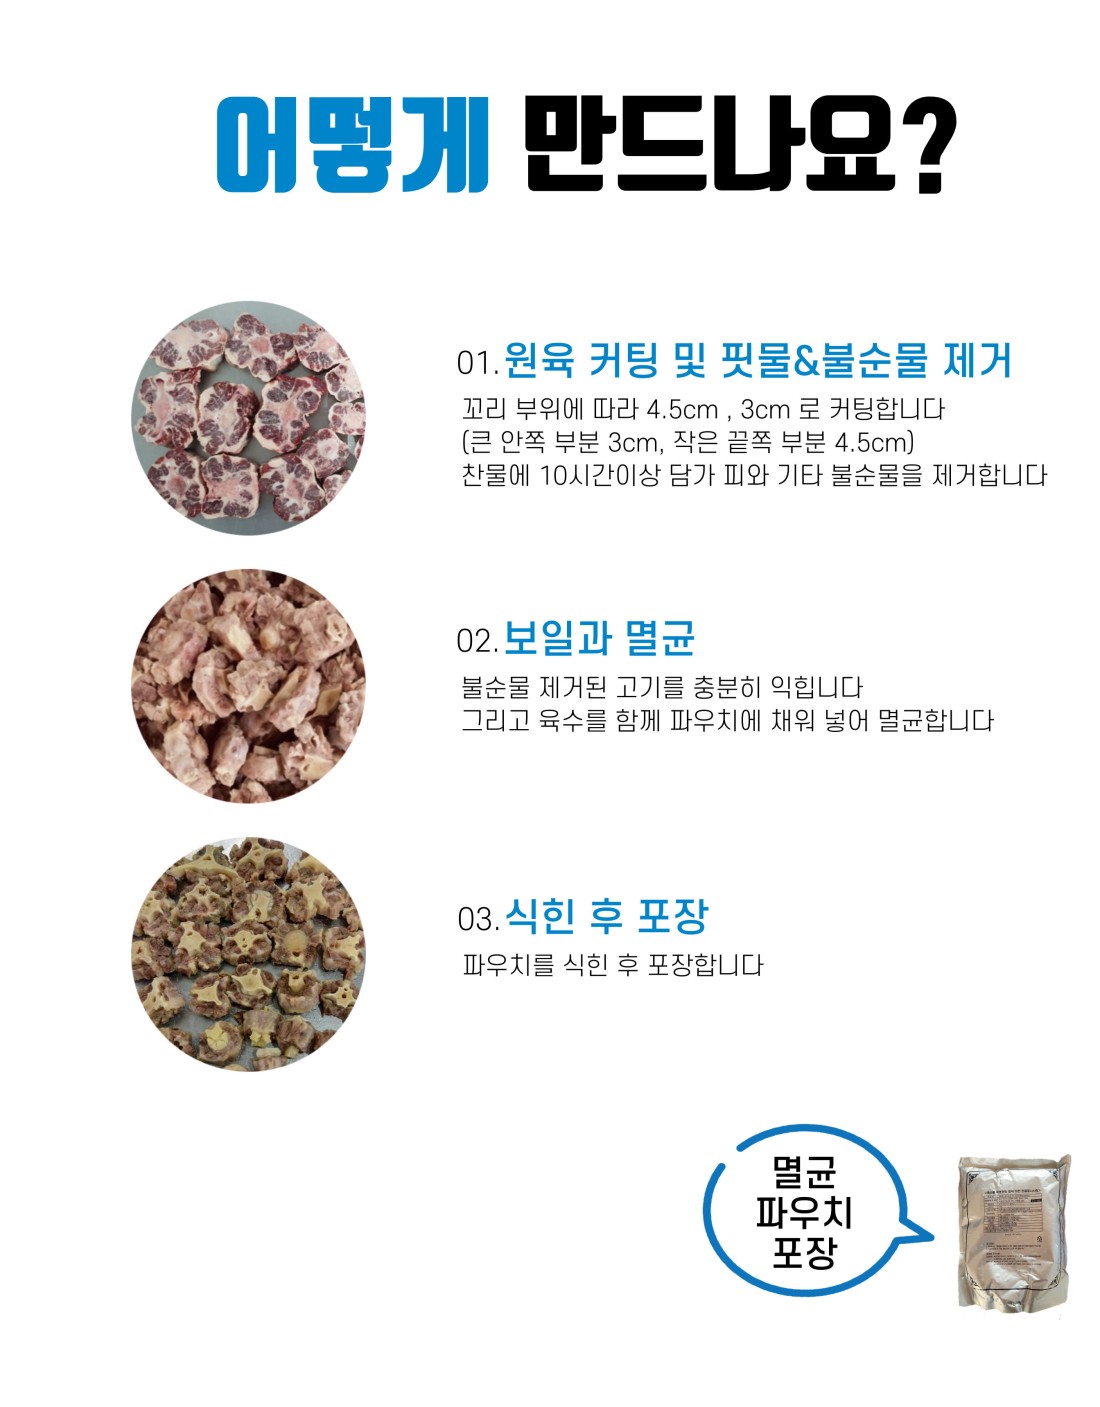 어떻게 만드나요?
01. 원육 커팅 및 핏물&불순물 제거
꼬리 부위에 따라 4.5cm , 3cm 로 커팅합니다
(큰 안쪽 부분 3cm, 작은 끝쪽 부분 4.5cm)
찬물에 10시간이상 담가 피와 기타 불순물을 제거합니다
02. 보일과 멸균
불순물 제거된 고기를 충분히 익힙니다
그리고 육수를 함께 파우치에 채워 넣어 멸균합니다
03. 식힌 후 포장
파우치를 식힌 후 포장합니다
멸균
파우치
포장